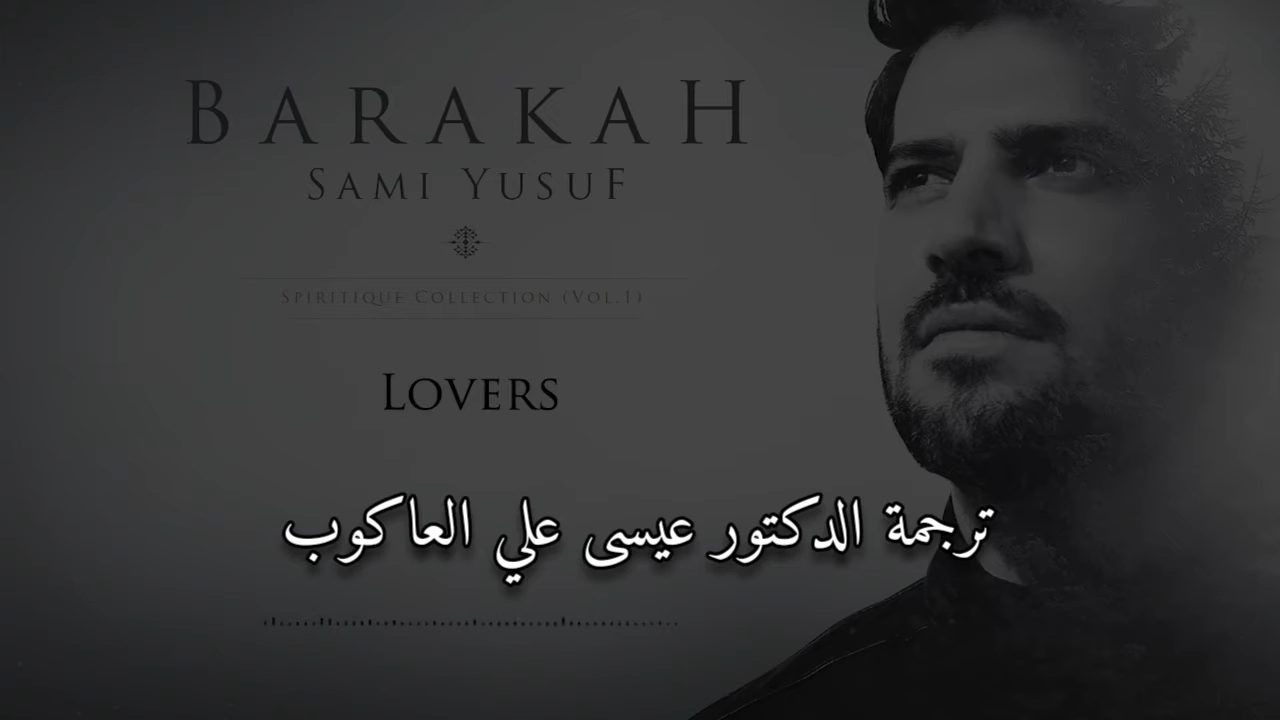 BARAKAH
SAMI YUSUF
SPIRITIQUE COLLECTION (VOL.1)
LOVERS
ترجمة الدكتور عيسى علي العاكوب